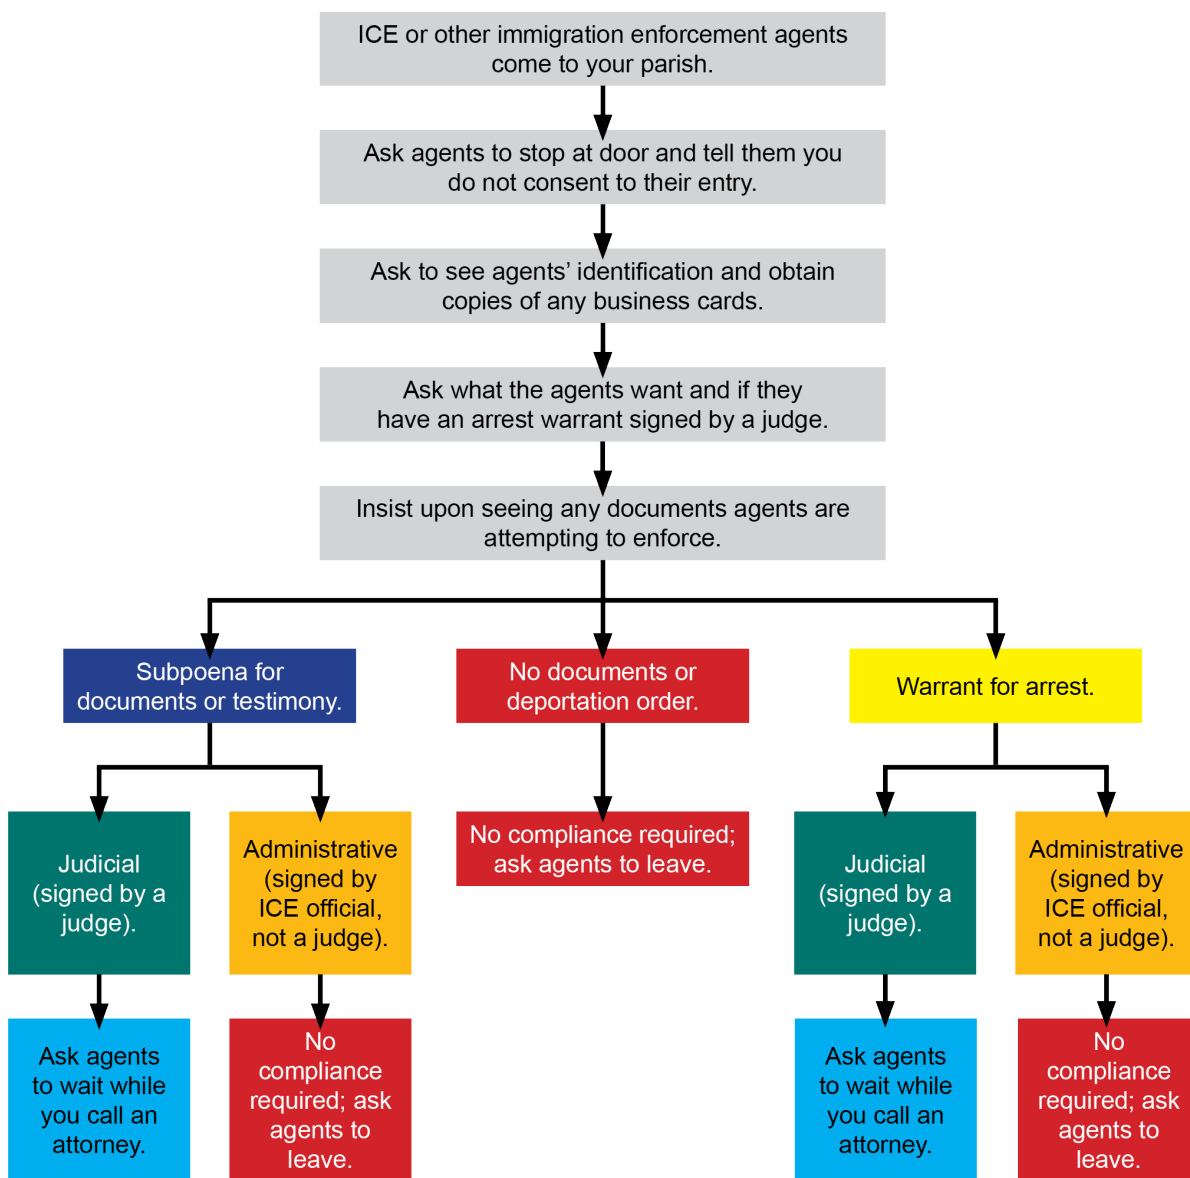 ICE or other immigration enforcement agents
come to your parish.
Ask agents to stop at door and tell them you
do not consent to their entry.
Ask to see agents’ identification and obtain
copies of any business cards.
Ask what the agents want and if they
have an arrest warrant signed by a judge.
Insist upon seeing any documents agents are
attempting to enforce.
Subpoena for
documents or testimony.
No documents or
deportation order.
Warrant for arrest.
Judicial
(signed by a
judge).
Administrative
(signed by
ICE official,
not a judge).
No compliance required;
ask agents to leave.
Judicial
(signed by a
judge).
Administrative
(signed by
ICE official,
not a judge).
Ask agents
to wait while
you call an
attorney.
No
compliance
required; ask
agents to
leave.
Ask agents
to wait while
you call an
attorney.
No
compliance
required; ask
agents to
leave.